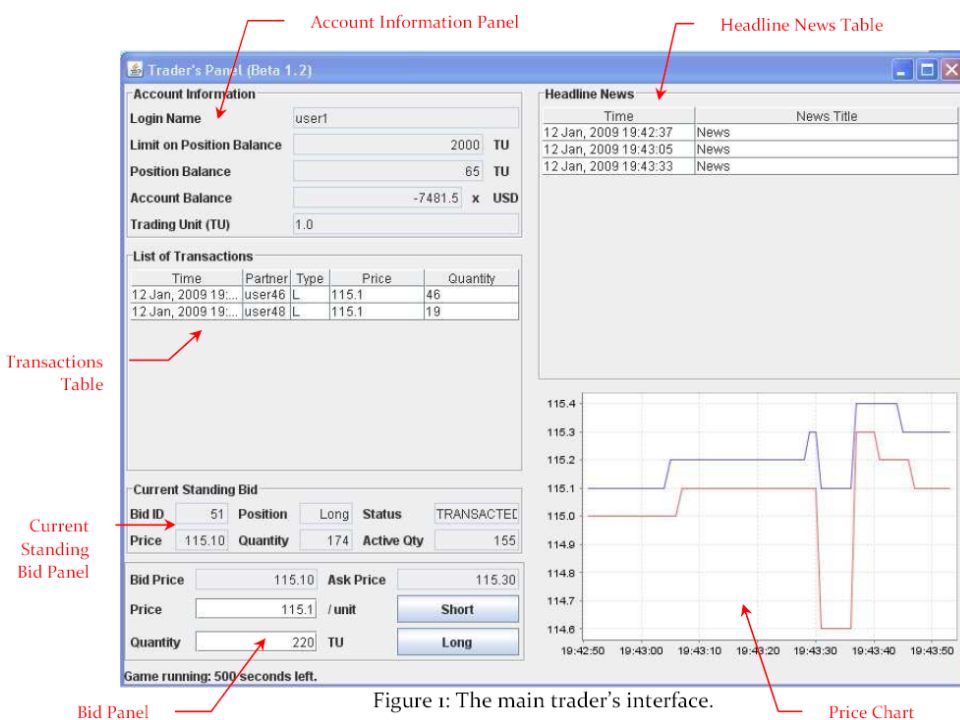 Account Information Panel
Headline News Table
Trader's Panel (Beta 1.2)
Account Information
Login Name user1
Limit on Position Balance 2000 TU
Position Balance 65 TU
Account Balance -7481.5 x USD
Trading Unit (TU) 1.0
Headline News
Time News Title
12 Jan, 2009 19:42:37 News
12 Jan, 2009 19:43:05 News
12 Jan, 2009 19:43:33 News
List of Transactions
Time Partner Type Price Quantity
12 Jan, 2009 19:... user46 L 115.1 46
12 Jan, 2009 19:... user48 L 115.1 19
Transactions
Table
Current Standing Bid
Bid ID 51 Position Long Status TRANSACTED
Price 115.10 Quantity 174 Active Qty 155
Current
Standing
Bid Panel
Bid Price 115.10 Ask Price 115.30
Price 115.1 / unit Short
Quantity 220 TU Long
Game running: 500 seconds left.
115.4
115.3
115.2
115.1
115.0
114.9
114.8
114.7
114.6
19:42:50 19:43:00 19:43:10 19:43:20 19:43:30 19:43:40 19:43:50
Figure 1: The main trader's interface.
Bid Panel
Price Chart